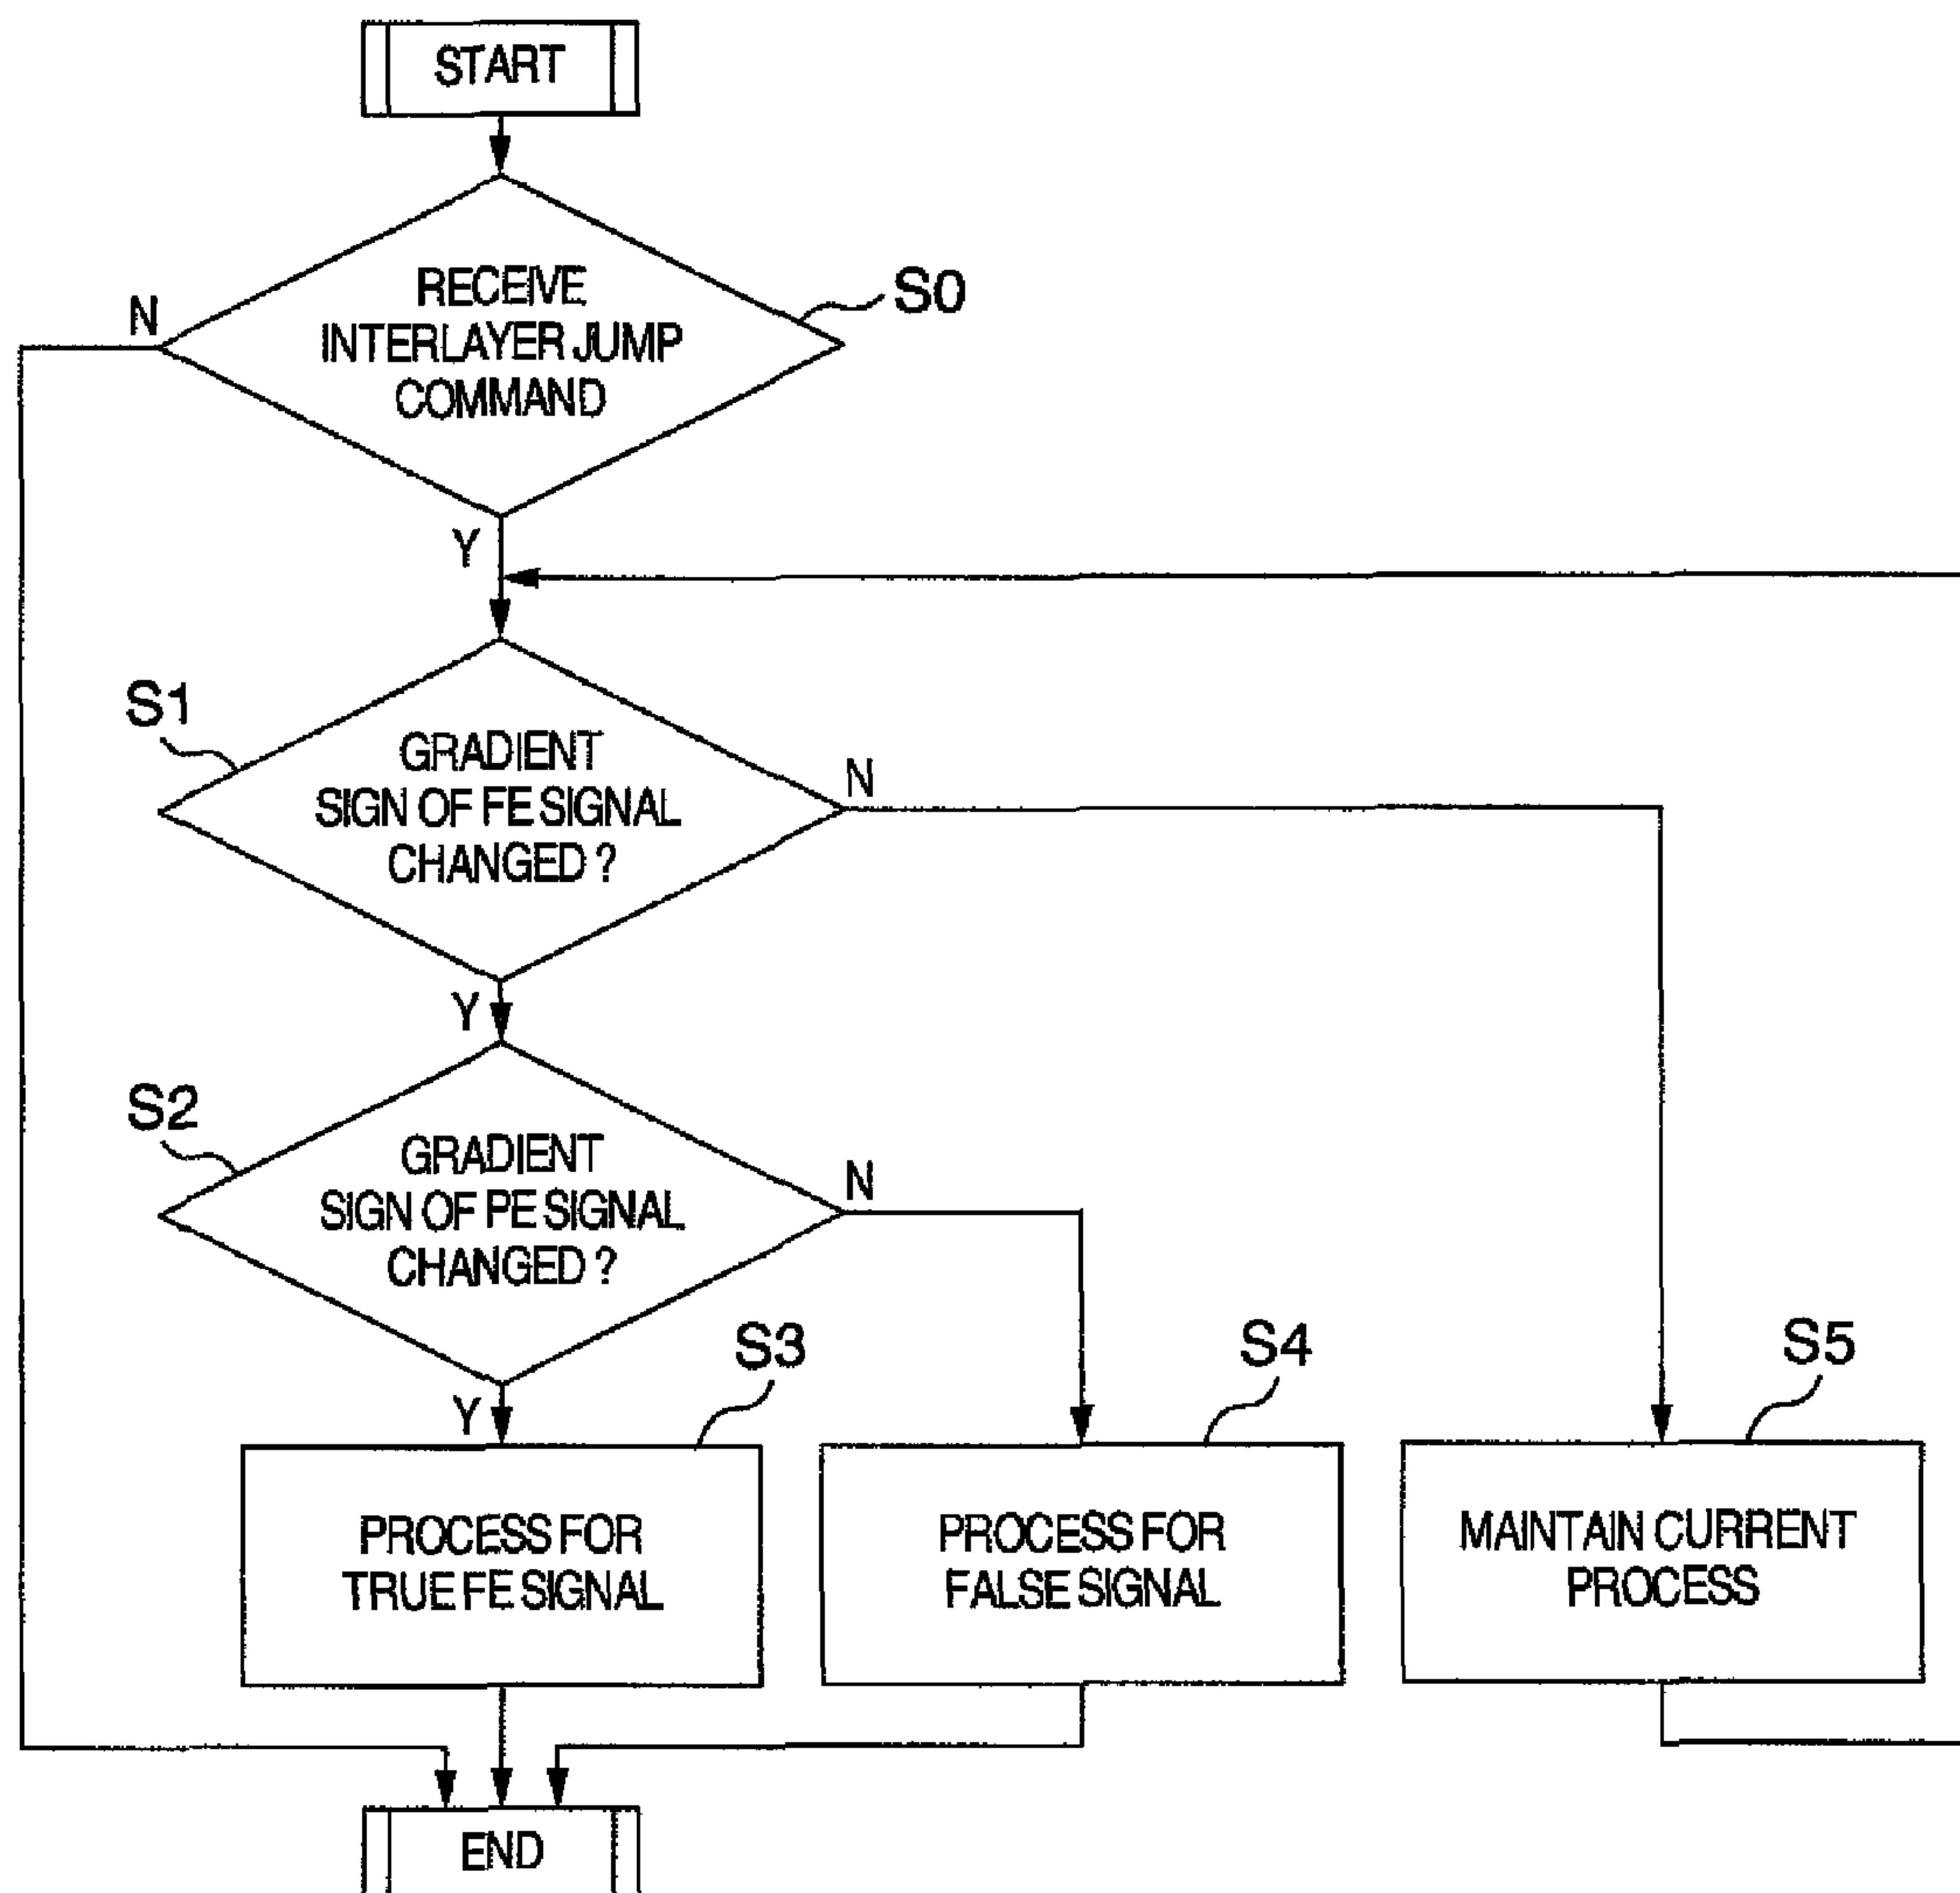 START
RECEIVE
INTERLAYER JUMP
COMMAND
S0
N
Y
S1
GRADIENT
SIGN OF FE SIGNAL
CHANGED ?
N
Y
S2
GRADIENT
SIGN OF PE SIGNAL
CHANGED ?
N
Y
S3
S4
S5
PROCESS FOR
TRUE FE SIGNAL
PROCESS FOR
FALSE SIGNAL
MAINTAIN CURRENT
PROCESS
END